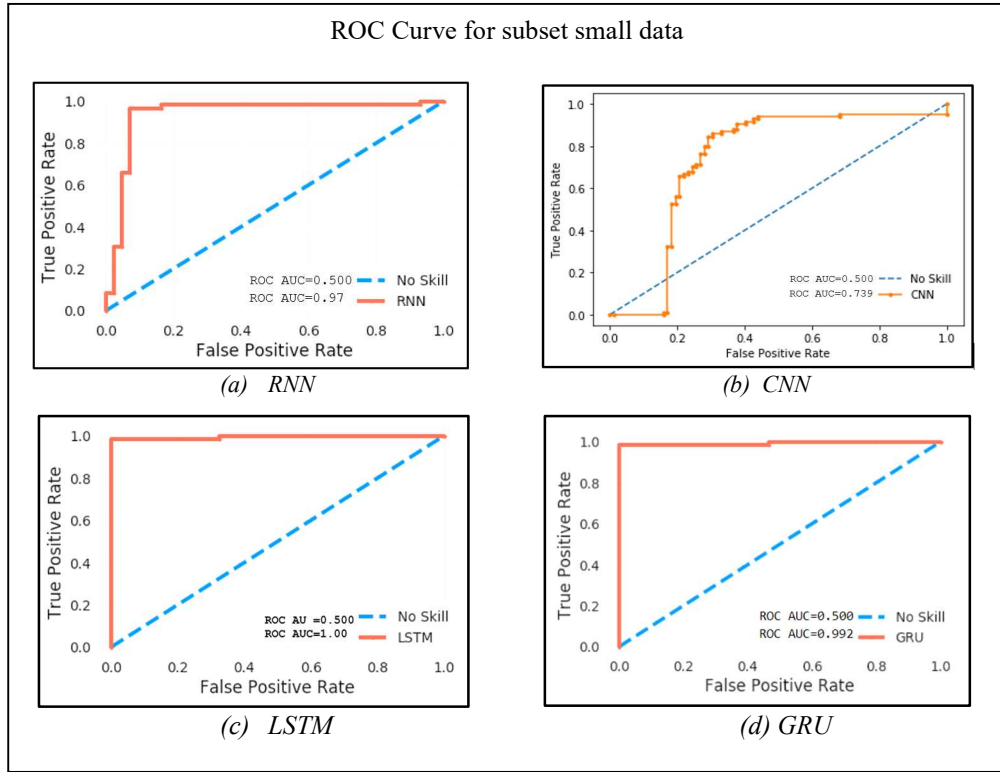 ROC Curve for subset small data
True Positive Rate
1.0
0.8
0.6
0.4
0.2
0.0
ROC AUC=0.500 No Skill
ROC AUC=0.97 RNN
0.0 0.2 0.4 0.6 0.8 1.0
False Positive Rate
(a) RNN
True Positive Rate
1.0
0.8
0.6
0.4
0.2
0.0
ROC AUC=0.500 No Skill
ROC AUC=0.739 CNN
0.0 0.2 0.4 0.6 0.8 1.0
False Positive Rate
(b) CNN
True Positive Rate
1.0
0.8
0.6
0.4
0.2
0.0
ROC AU =0.500 No Skill
ROC AUC=1.00 LSTM
0.0 0.2 0.4 0.6 0.8 1.0
False Positive Rate
(c) LSTM
True Positive Rate
1.0
0.8
0.6
0.4
0.2
0.0
ROC AUC=0.500 No Skill
ROC AUC=0.992 GRU
0.0 0.2 0.4 0.6 0.8 1.0
False Positive Rate
(d) GRU